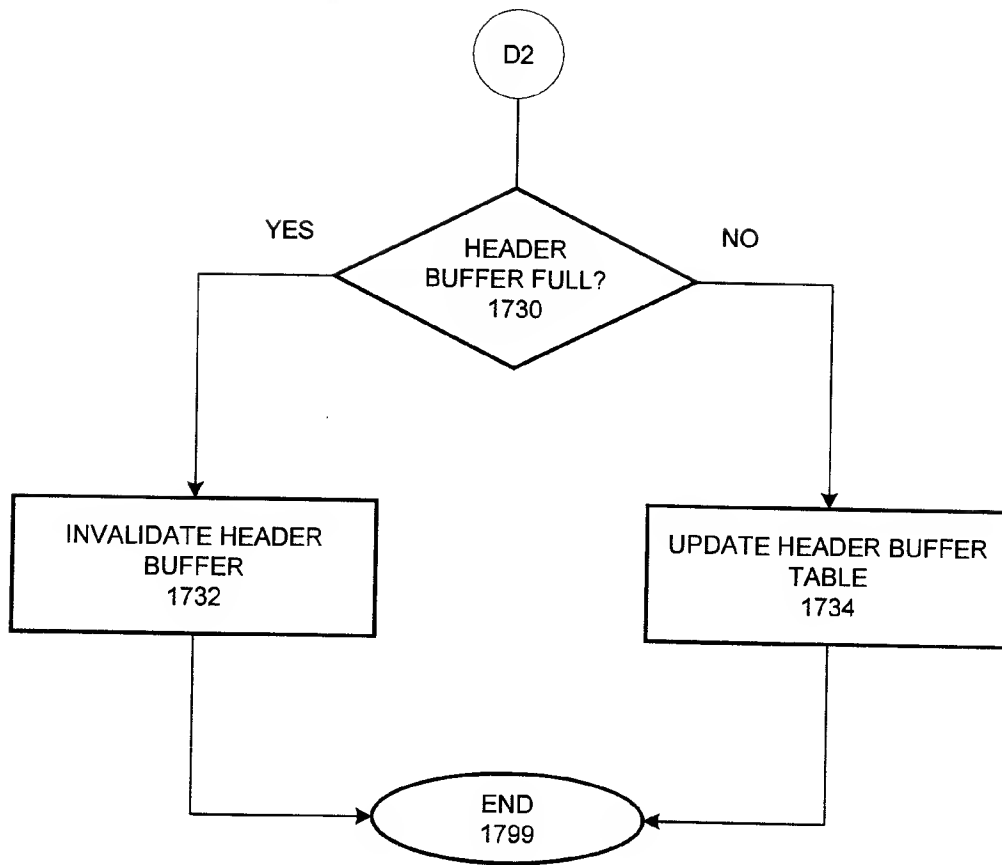 D2
YES
NO
HEADER
BUFFER FULL?
1730
INVALIDATE HEADER
BUFFER
1732
UPDATE HEADER BUFFER
TABLE
1734
END
1799